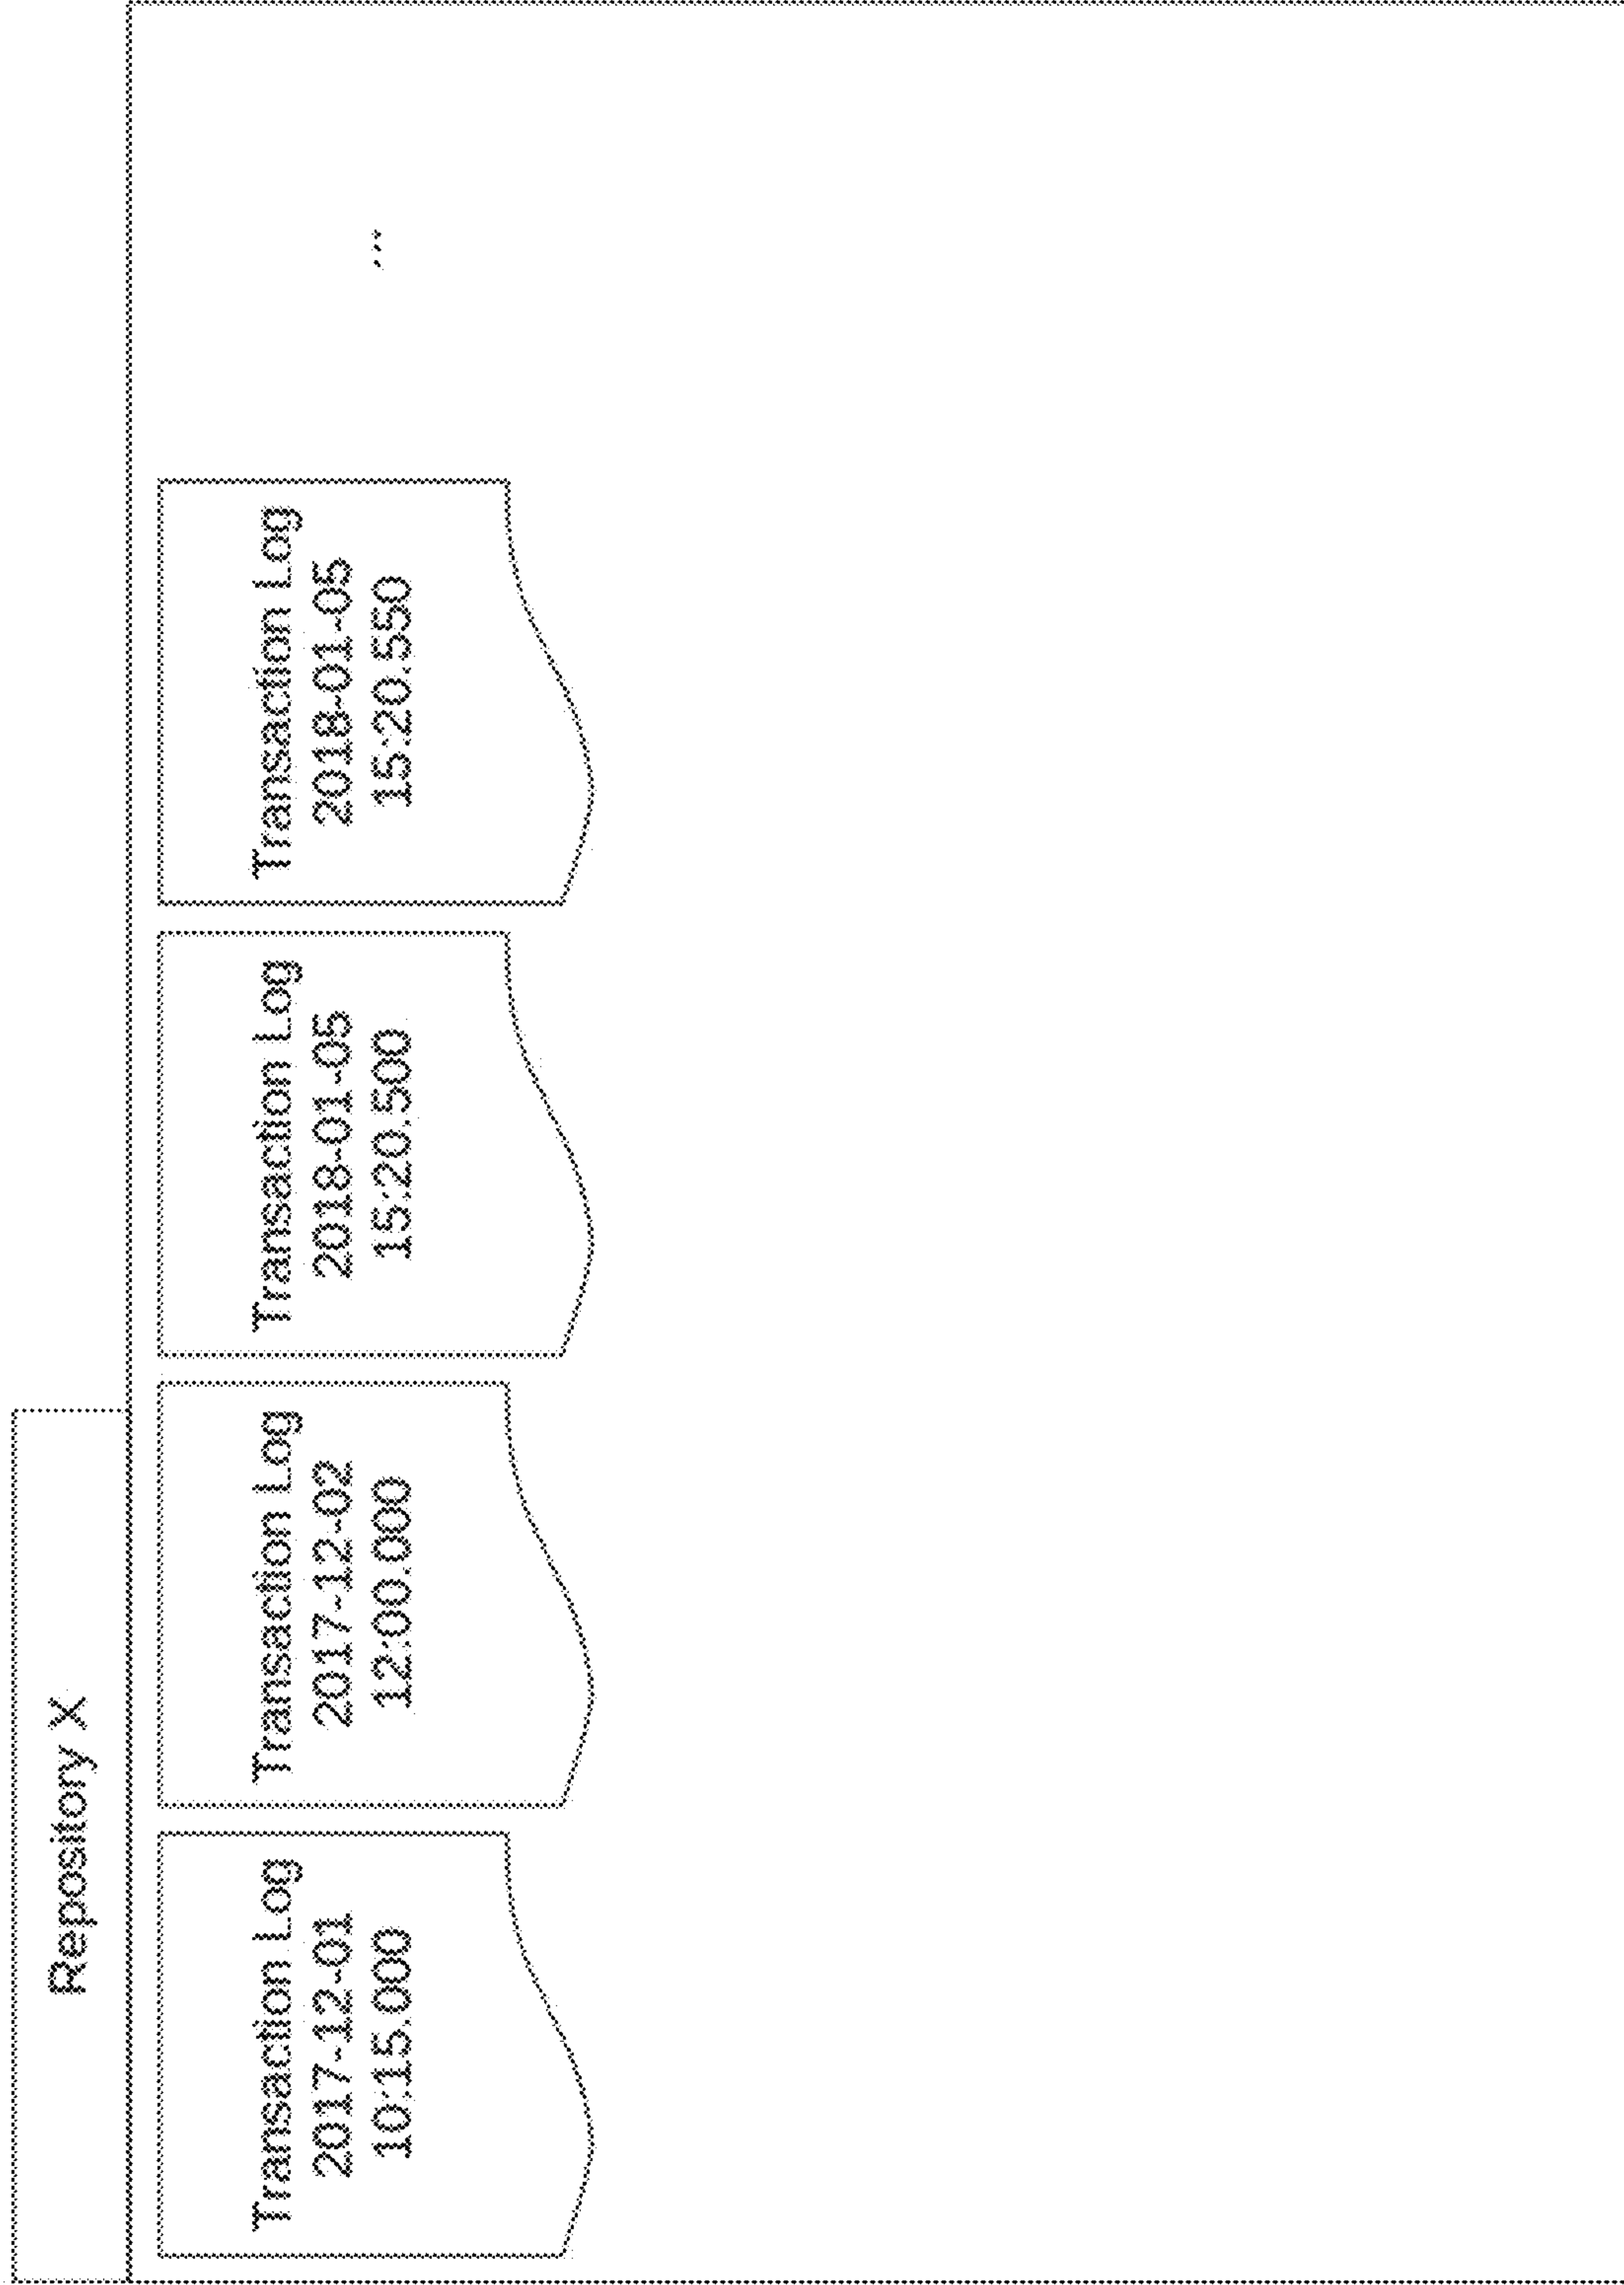 Repository X
Transaction Log
2017-12-01
10:15.000
Transaction Log
2017-12-02
12:00.000
Transaction Log
2018-01-05
15:20.500
Transaction Log
2018-01-05
15:20.550
...